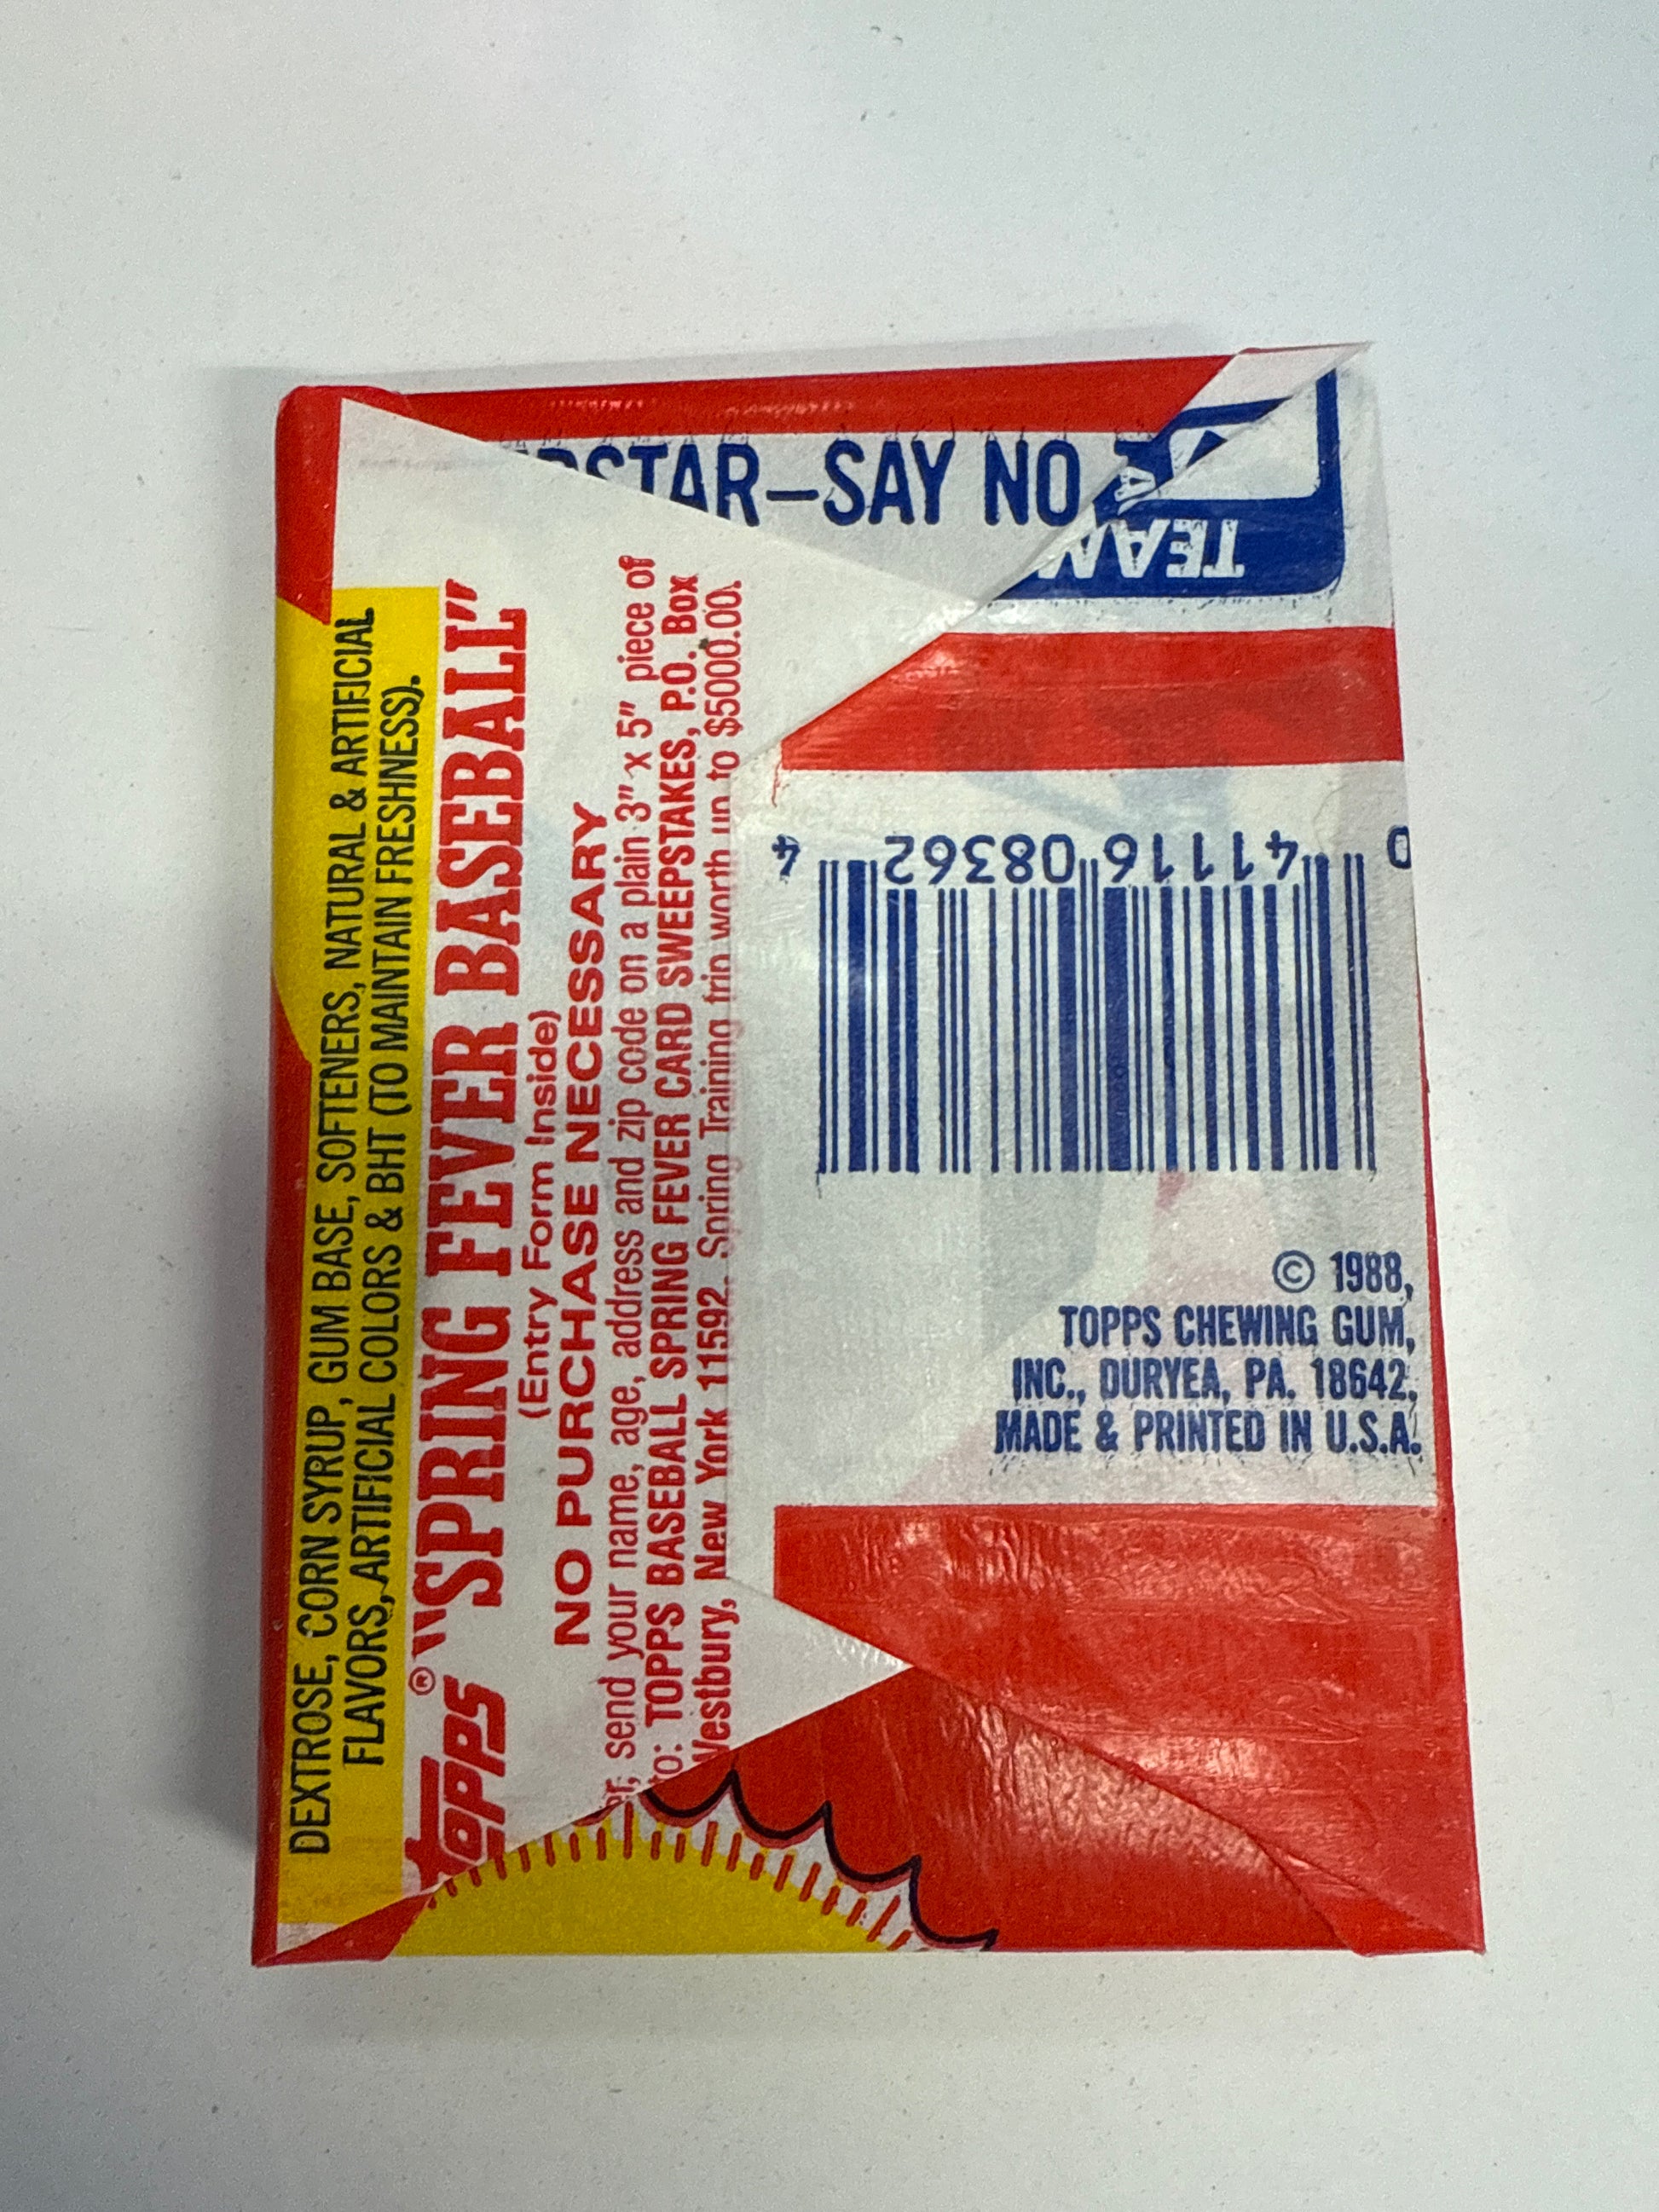 DEXTROSE, CORN SYRUP, GUM BASE, SOFTENERS, NATURAL & ARTIFICIAL
FLAVORS, ARTIFICIAL COLORS & BHT (TO MAINTAIN FRESHNESS).
TOPPS® "SPRING FEVER BASEBALL"
(Entry Form Inside)
NO PURCHASE NECESSARY
send your name, age, address and zip code on a plain 3" x 5" piece of
to: TOPPS BASEBALL SPRING FEVER CARD SWEEPSTAKES, P.O. Box
Westbury, New York 11592. Spring Training trip worth up to $5000.00.
STAR—SAY NO
TEAM
0 41116 08362 4
© 1988,
TOPPS CHEWING GUM,
INC., DURYEA, PA. 18642,
MADE & PRINTED IN U.S.A.